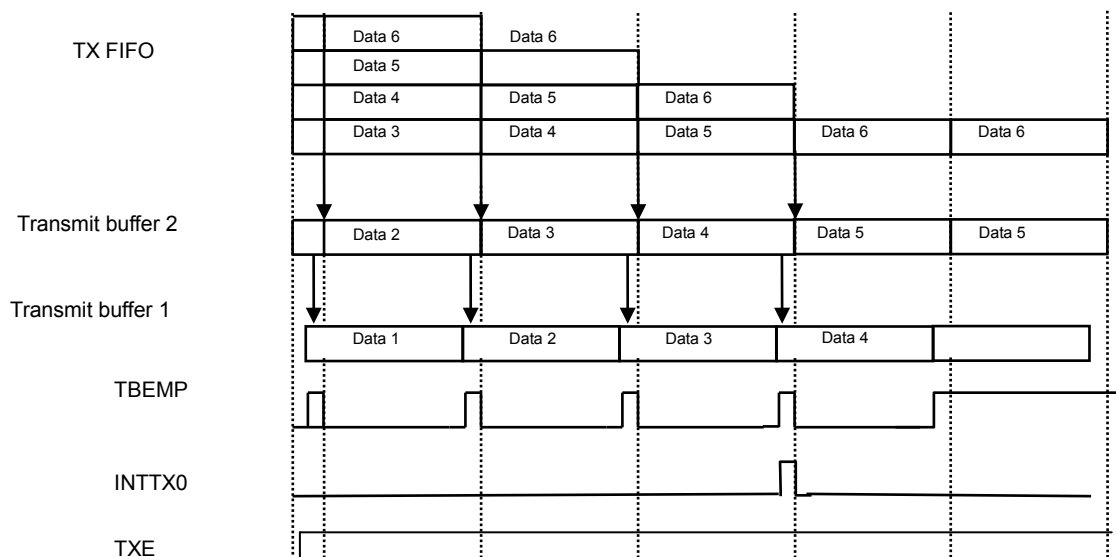 TX FIFO
Data 6 Data 6
Data 5
Data 4 Data 5 Data 6
Data 3 Data 4 Data 5 Data 6 Data 6
Transmit buffer 2
Data 2 Data 3 Data 4 Data 5 Data 5
Transmit buffer 1
Data 1 Data 2 Data 3 Data 4
TBEMP
INTTX0
TXE